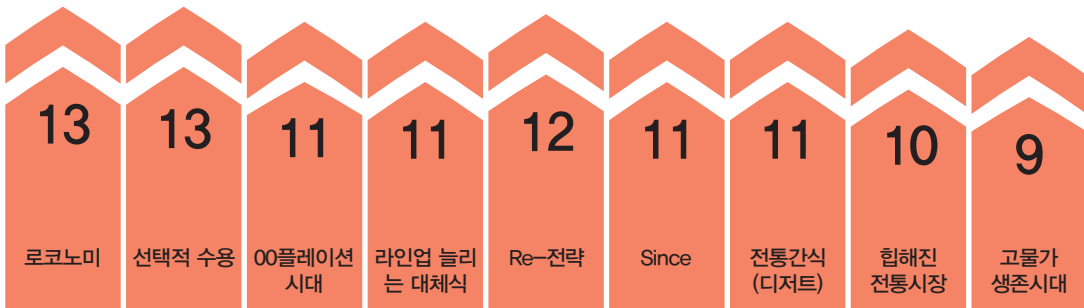 13
로코노미
13
선택적 수용
11
00플레이션
시대
11
라인업 늘리
는 대체식
12
Re-전략
11
Since
11
전통간식
(디저트)
10
힙해진
전통시장
9
고물가
생존시대